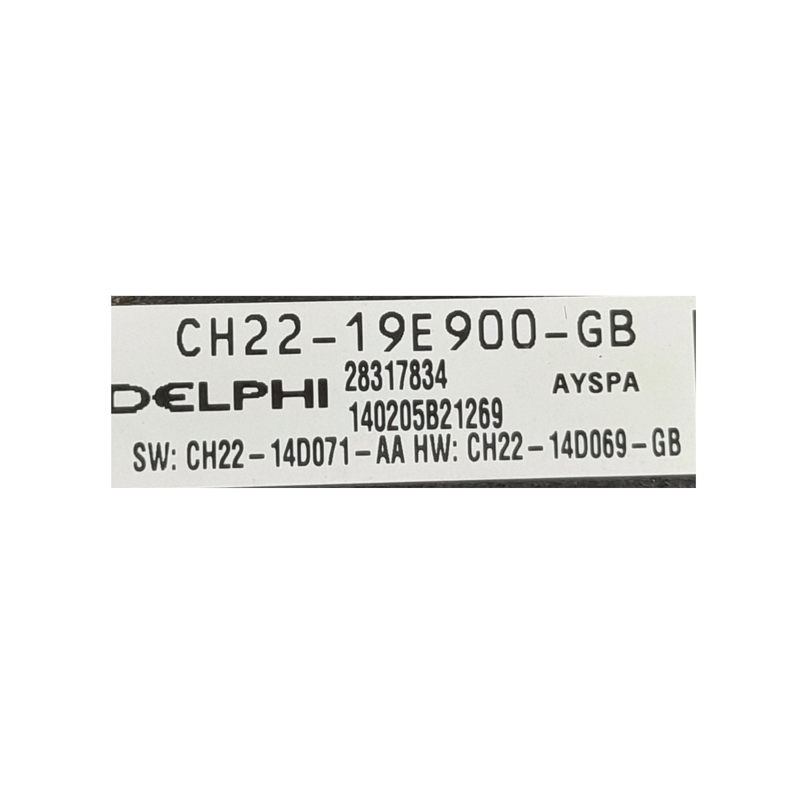 CH22-19E900-GB
DELPHI 28317834 AYSPA
140205B21269
SW: CH22-14D071-AA HW: CH22-14D069-GB